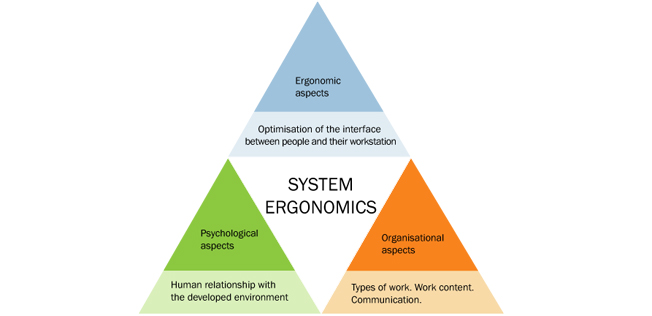 Ergonomic
aspects
Optimisation of the interface
between people and their workstation
SYSTEM
ERGONOMICS
Psychological
aspects
Human relationship with
the developed environment
Organisational
aspects
Types of work. Work content.
Communication.